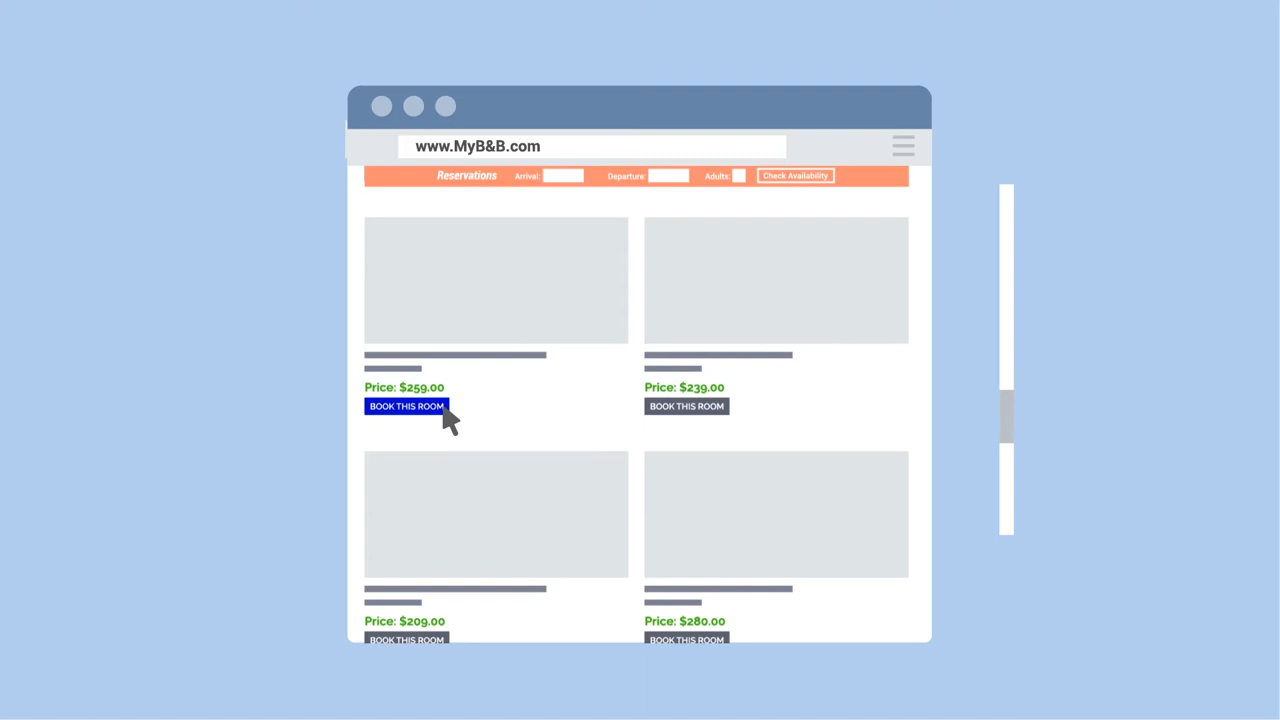 www.MyB&B.com
Reservations Arrival: Departure: Adults: Check Availability
Price: $259.00 Price: $239.00
BOOK THIS ROOM BOOK THIS ROOM
Price: $209.00 Price: $280.00
BOOK THIS ROOM BOOK THIS ROOM